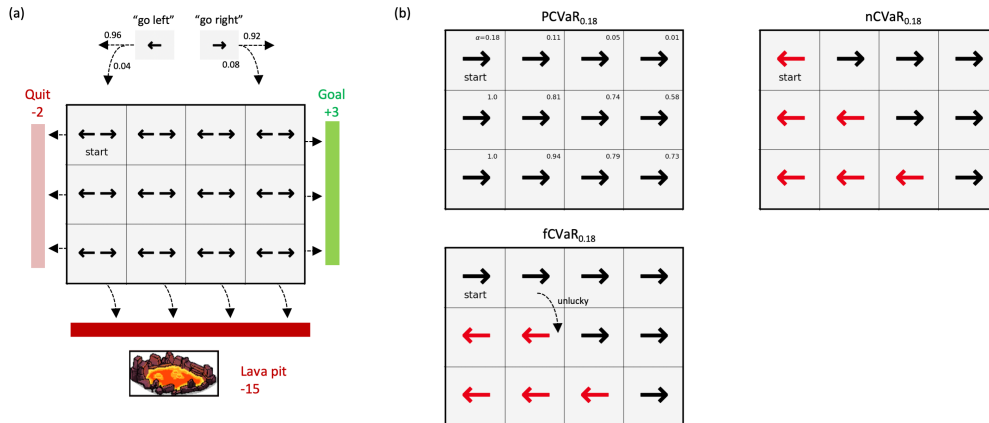 (a)
"go left"
"go right"
0.96
←
→
0.92
0.04
0.08
Quit
-2
Goal
+3
start
Lava pit
-15
(b)
PCVaR0.18
α=0.18
0.11
0.05
0.01
start
1.0
0.81
0.74
0.58
1.0
0.94
0.79
0.73
nCVaR0.18
start
fCVaR0.18
start
unlucky